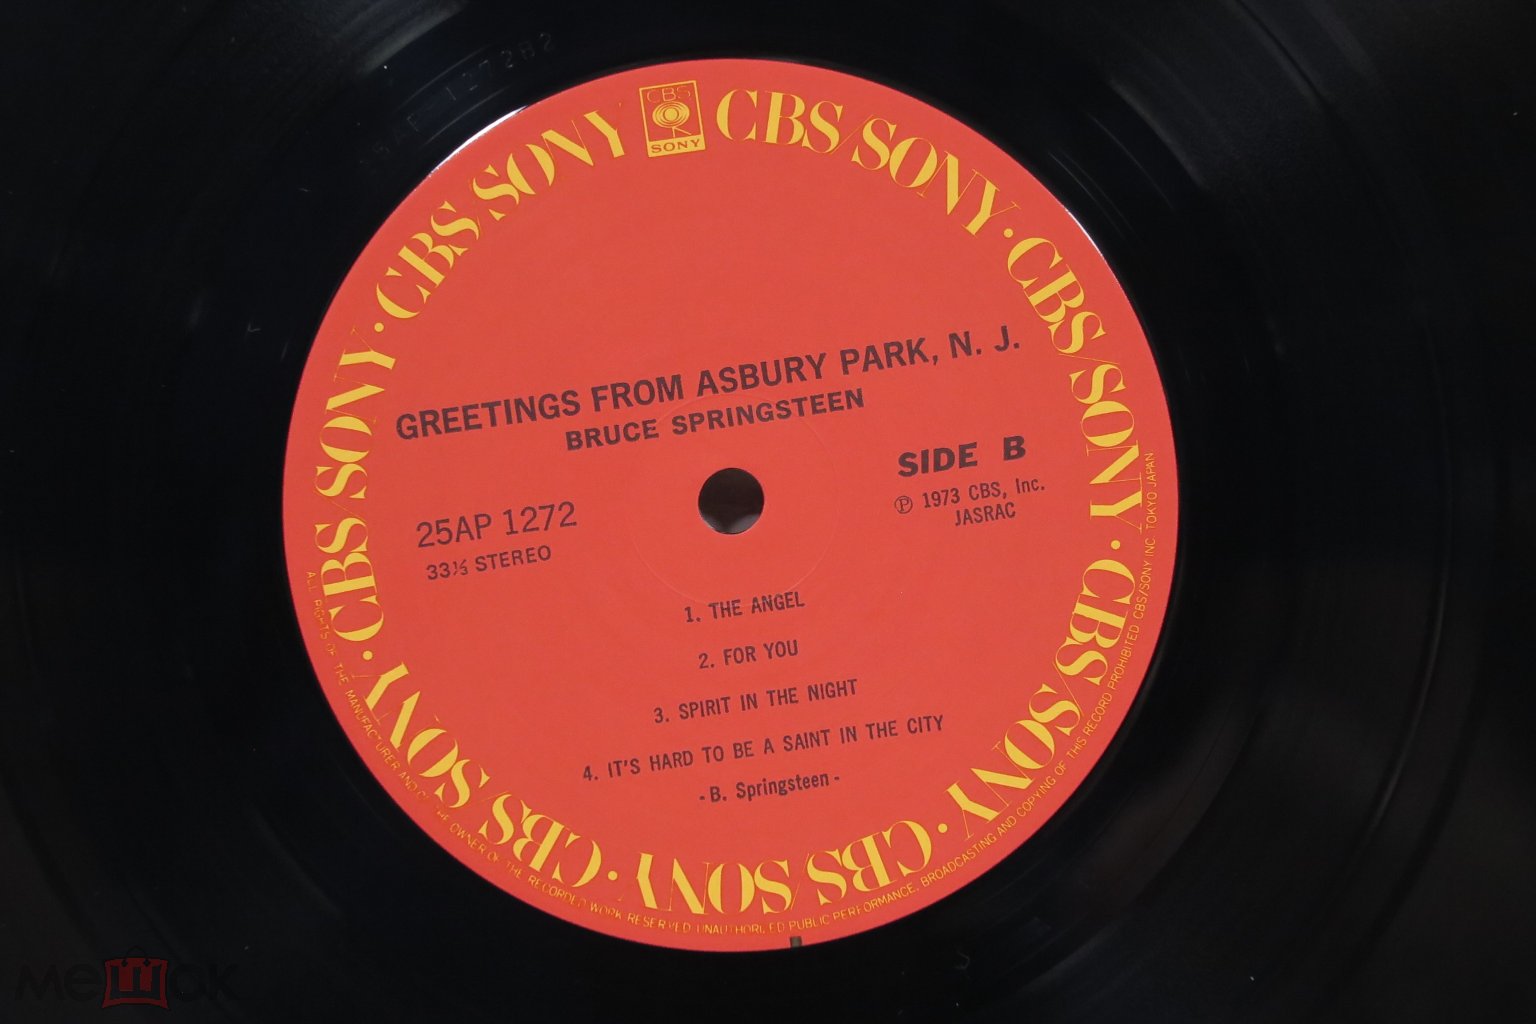 CBS
SONY
CBS/SONY · CBS/SONY · CBS/SONY · CBS/SONY · CBS/SONY · CBS/SONY · CBS/SONY
GREETINGS FROM ASBURY PARK, N. J.
BRUCE SPRINGSTEEN
SIDE B
25AP 1272
℗ 1973 CBS, Inc.
33⅓ STEREO
JASRAC
1. THE ANGEL
2. FOR YOU
3. SPIRIT IN THE NIGHT
4. IT'S HARD TO BE A SAINT IN THE CITY
- B. Springsteen -
ALL RIGHTS OF THE MANUFACTURER AND OF THE OWNER OF THE RECORDED WORK RESERVED UNAUTHORIZED PUBLIC PERFORMANCE, BROADCASTING AND COPYING OF THIS RECORD PROHIBITED CBS/SONY INC. TOKYO JAPAN
мешок